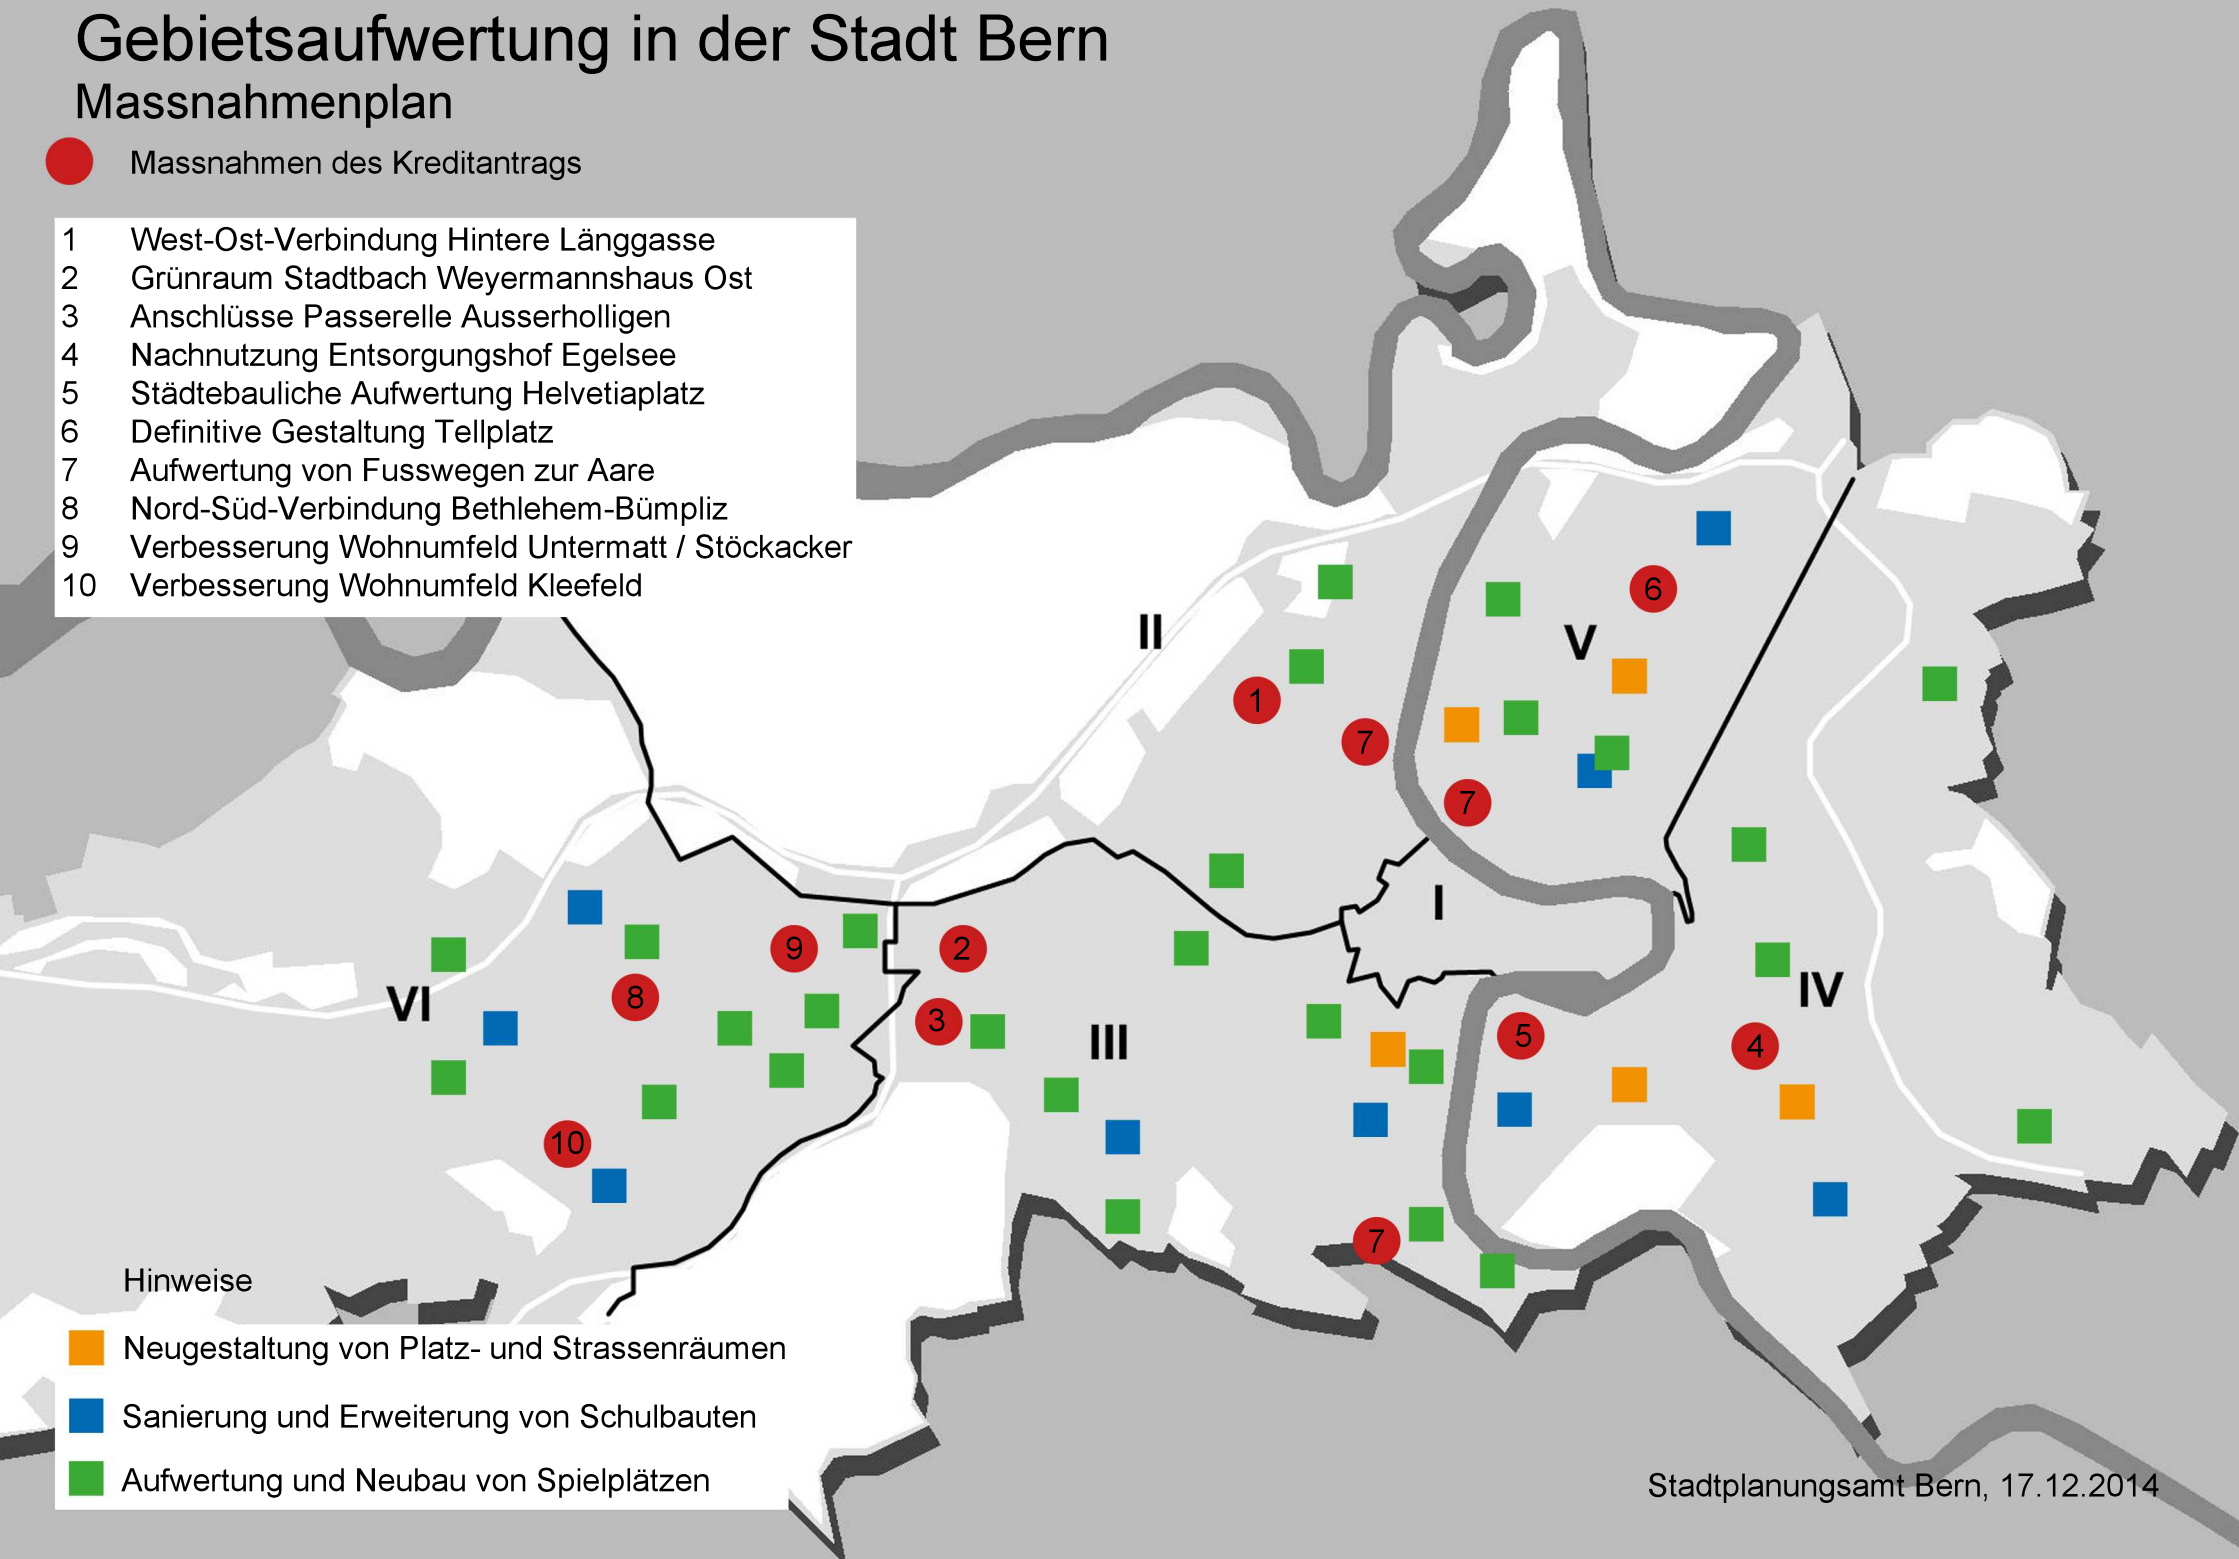 Gebietsaufwertung in der Stadt Bern
Massnahmenplan
Massnahmen des Kreditantrags
1 West-Ost-Verbindung Hintere Länggasse
2 Grünraum Stadtbach Weyermannshaus Ost
3 Anschlüsse Passerelle Ausserholligen
4 Nachnutzung Entsorgungshof Egelsee
5 Städtebauliche Aufwertung Helvetiaplatz
6 Definitive Gestaltung Tellplatz
7 Aufwertung von Fusswegen zur Aare
8 Nord-Süd-Verbindung Bethlehem-Bümpliz
9 Verbesserung Wohnumfeld Untermatt / Stöckacker
10 Verbesserung Wohnumfeld Kleefeld
6
II
V
1
7
7
I
9
2
VI
8
3
III
5
4
IV
10
7
Hinweise
Neugestaltung von Platz- und Strassenräumen
Sanierung und Erweiterung von Schulbauten
Aufwertung und Neubau von Spielplätzen
Stadtplanungsamt Bern, 17.12.2014